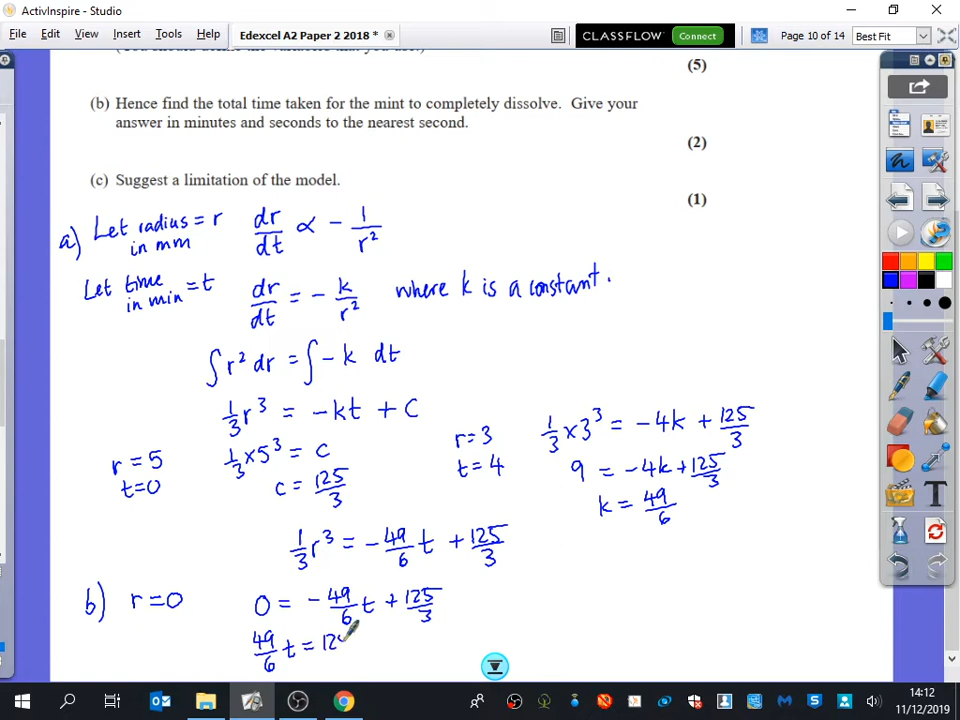 ActivInspire - Studio
File Edit View Insert Tools Help
Edexcel A2 Paper 2 2018 *
CLASSFLOW Connect
Page 10 of 14
Best Fit
(5)
(b) Hence find the total time taken for the mint to completely dissolve. Give your
answer in minutes and seconds to the nearest second.
(2)
(c) Suggest a limitation of the model.
(1)
a) Let radius = r in mm dr/dt ∝ - 1/r²
Let time in min = t dr/dt = - k/r² where k is a constant.
∫ r² dr = ∫ - k dt
1/3 r³ = -kt + C
r = 5 t=0 1/3 × 5³ = C
c = 125/3
r=3 t=4 1/3 × 3³ = -4k + 125/3
9 = -4k + 125/3
k = 49/6
1/3 r³ = - 49/6 t + 125/3
b) r=0 0 = - 49/6 t + 125/3
49/6 t = 12
14:12
11/12/2019